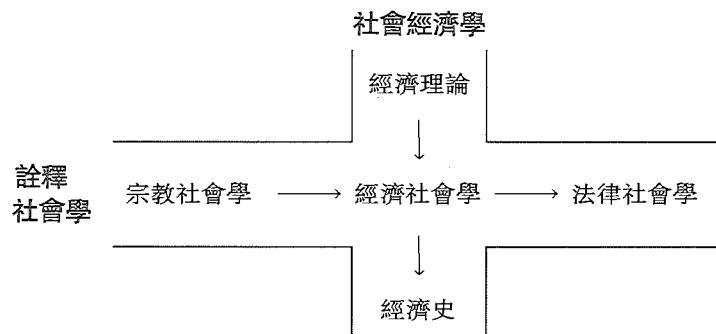 社會經濟學
經濟理論
詮釋
社會學
宗教社會學 → 經濟社會學 → 法律社會學
經濟史